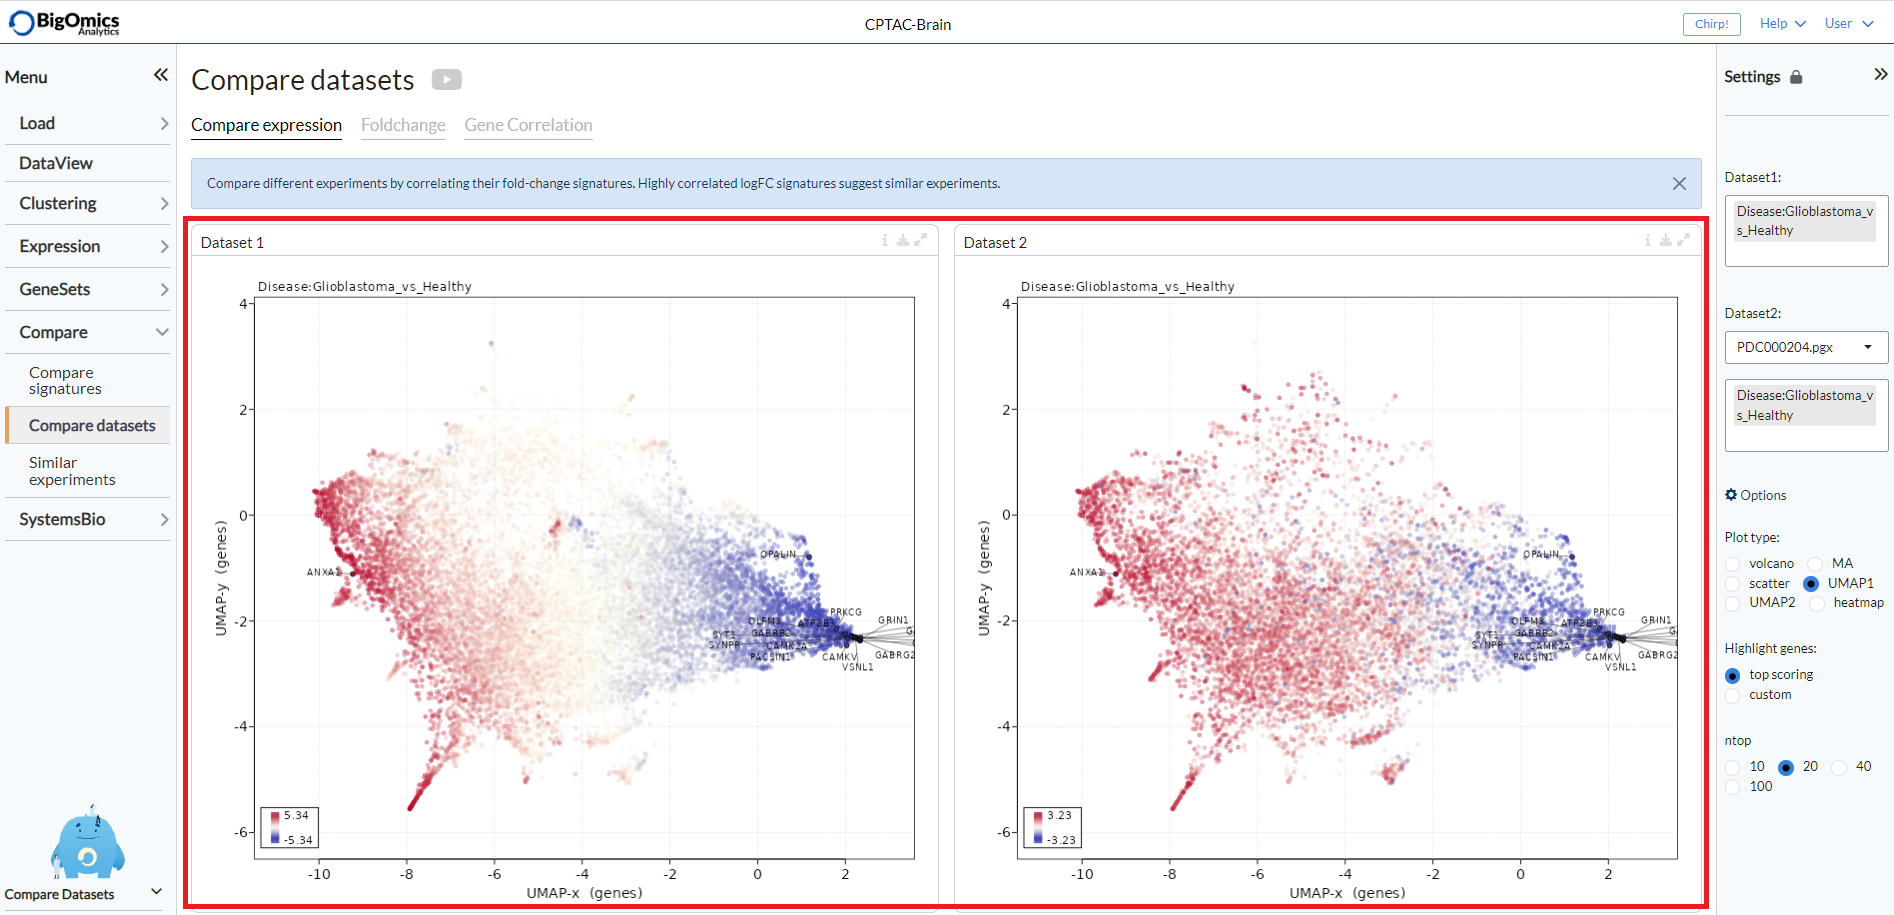 BigOmics
Analytics
CPTAC-Brain
Chirp!
Help
User
Menu
Load
DataView
Clustering
Expression
GeneSets
Compare
Compare
signatures
Compare datasets
Similar
experiments
SystemsBio
Compare Datasets
Compare datasets
Compare expression
Foldchange
Gene Correlation
Compare different experiments by correlating their fold-change signatures. Highly correlated logFC signatures suggest similar experiments.
Dataset 1
Disease:Glioblastoma_vs_Healthy
4
2
0
-2
-4
-6
UMAP-y (genes)
OPALIN
ANXA1
PRKCG
OLFM3
ATP2B3
GRIN1
SYT1
GABRB2
G
SYNPR
CAMK2A
PACSIN1
CAMKV
GABRG2
VSNL1
5.34
-5.34
-10
-8
-6
-4
-2
0
2
UMAP-x (genes)
Dataset 2
Disease:Glioblastoma_vs_Healthy
4
2
0
-2
-4
-6
UMAP-y (genes)
OPALIN
ANXA1
PRKCG
OLFM3
ATP2B3
GRIN1
SYT1
GABRB2
G
SYNPR
CAMK2A
PACSIN1
CAMKV
GABRG2
VSNL1
3.23
-3.23
-10
-8
-6
-4
-2
0
2
UMAP-x (genes)
Settings
Dataset1:
Disease:Glioblastoma_v
s_Healthy
Dataset2:
PDC000204.pgx
Disease:Glioblastoma_v
s_Healthy
Options
Plot type:
volcano
MA
scatter
UMAP1
UMAP2
heatmap
Highlight genes:
top scoring
custom
ntop
10
20
40
100